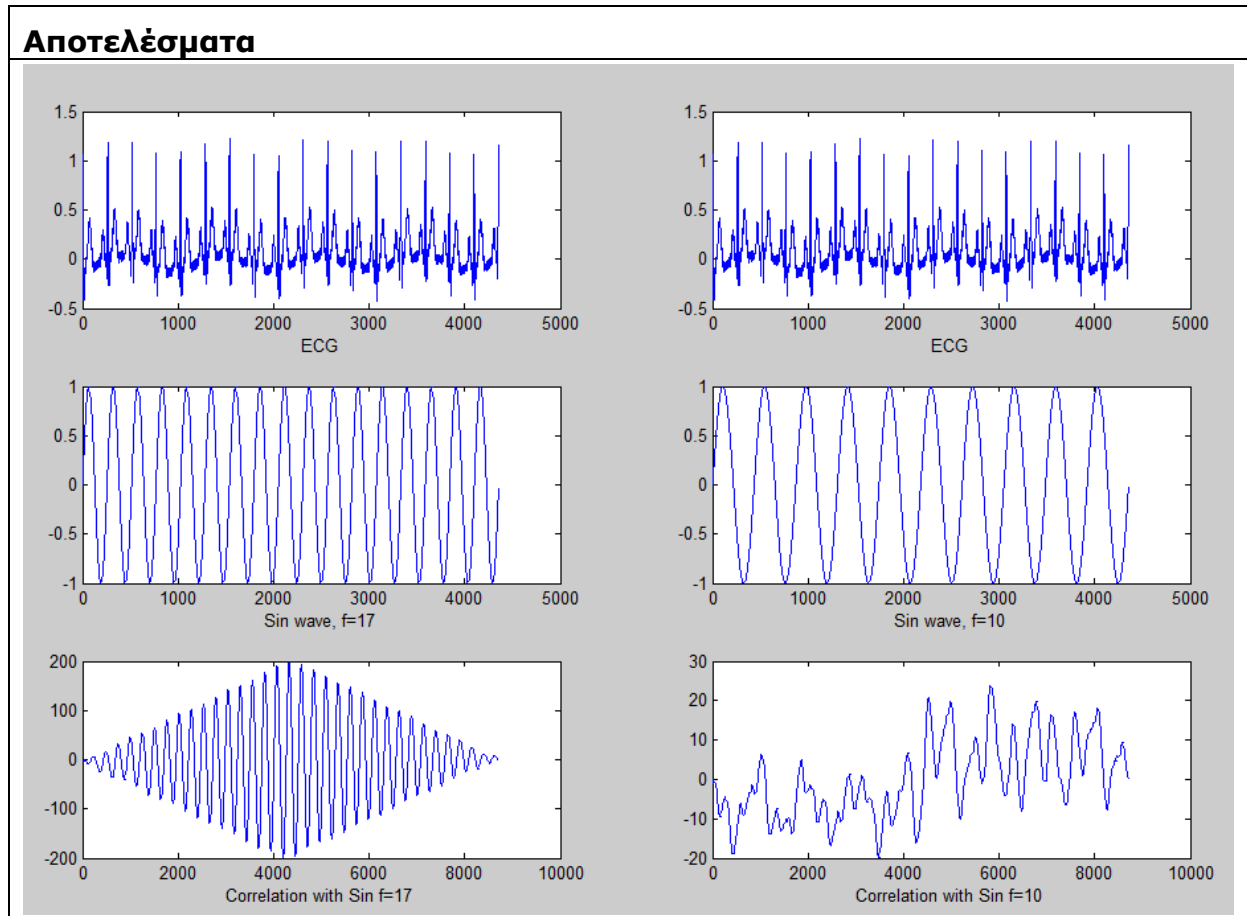 Αποτελέσματα
1.5
1
0.5
0
-0.5
0 1000 2000 3000 4000 5000
ECG
1.5
1
0.5
0
-0.5
0 1000 2000 3000 4000 5000
ECG
1
0.5
0
-0.5
-1
0 1000 2000 3000 4000 5000
Sin wave, f=17
1
0.5
0
-0.5
-1
0 1000 2000 3000 4000 5000
Sin wave, f=10
200
100
0
-100
-200
0 2000 4000 6000 8000 10000
Correlation with Sin f=17
30
20
10
0
-10
-20
0 2000 4000 6000 8000 10000
Correlation with Sin f=10